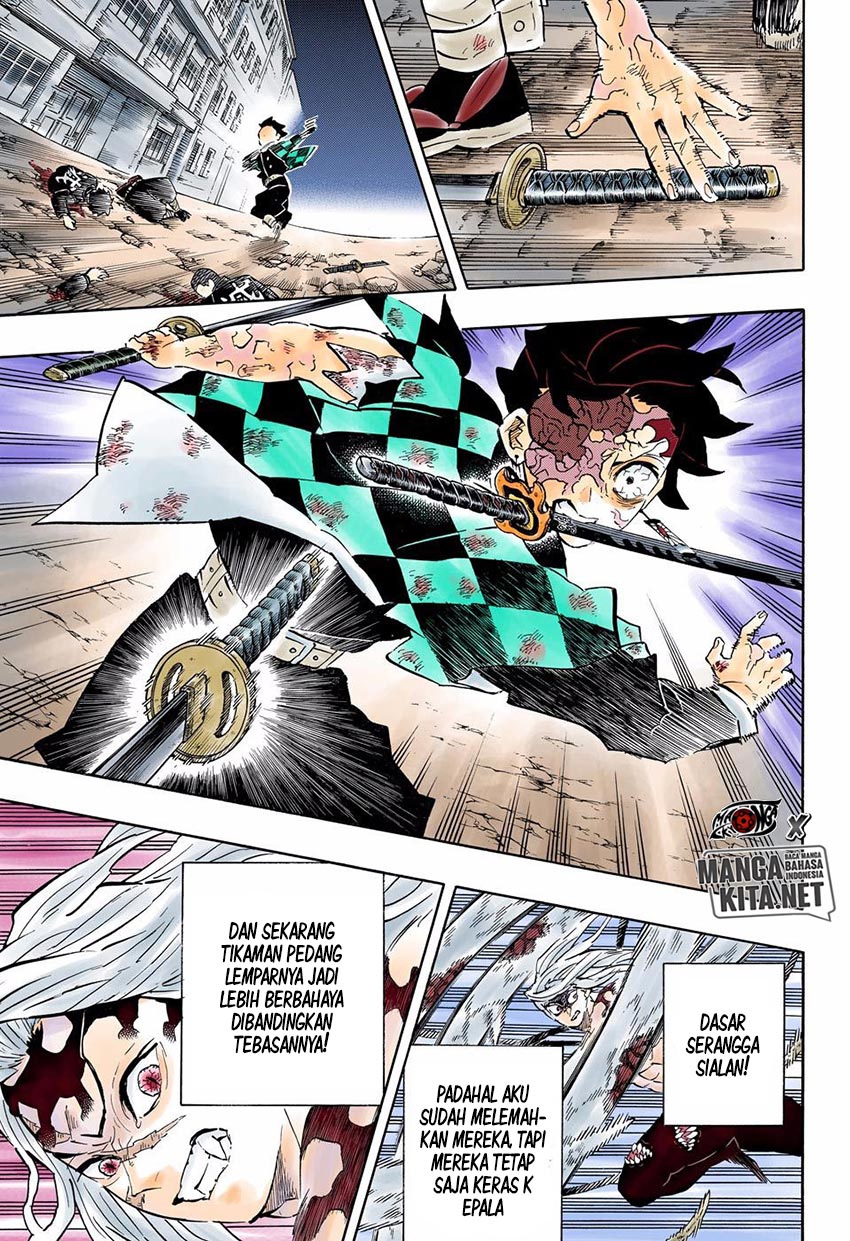 MANGA
KITA.NET
BACA MANGA
BAHASA
INDONESIA
X
DASAR
SERANGGA
SIALAN!
PADAHAL AKU
SUDAH MELEMAH-
KAN MEREKA, TAPI
MEREKA TETAP
SAJA KERAS K
EPALA
DAN SEKARANG
TIKAMAN PEDANG
LEMPARNYA JADI
LEBIH BERBAHAYA
DIBANDINGKAN
TEBASANNYA!